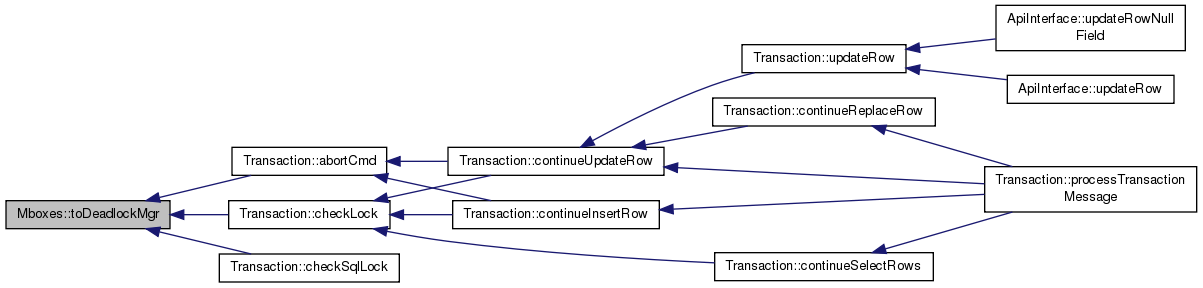 ApiInterface::updateRowNull
Field
Transaction::updateRow
ApiInterface::updateRow
Transaction::continueReplaceRow
Transaction::abortCmd
Transaction::continueUpdateRow
Transaction::processTransaction
Message
Mboxes::toDeadlockMgr
Transaction::checkLock
Transaction::continueInsertRow
Transaction::checkSqlLock
Transaction::continueSelectRows